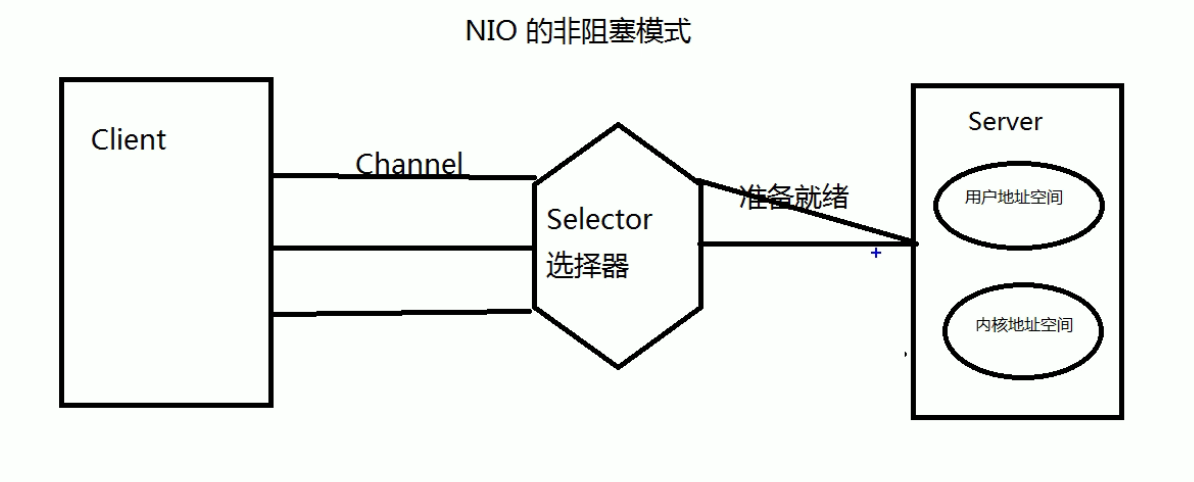 NIO 的非阻塞模式
Client
Channel
Selector
选择器
准备就绪
Server
用户地址空间
内核地址空间